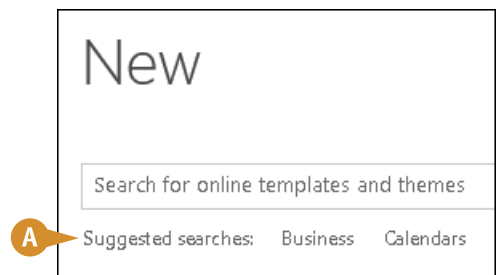 New
Search for online templates and themes
A Suggested searches: Business Calendars